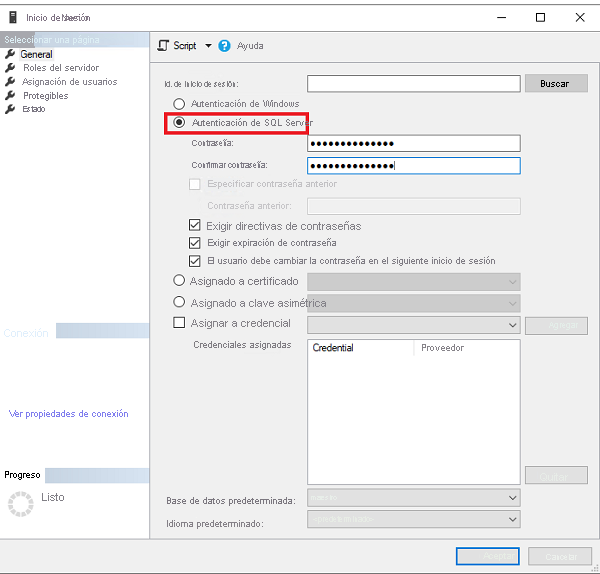 Inicio de sesión
Seleccionar una página
General
Roles del servidor
Asignación de usuarios
Protegibles
Estado
Conexión
Ver propiedades de conexión
Progreso
Listo
Script
Ayuda
Id. de inicio de sesión:
Buscar
Autenticación de Windows
Autenticación de SQL Server
Contraseña:
Confirmar contraseña:
Especificar contraseña anterior
Contraseña anterior:
Exigir directivas de contraseñas
Exigir expiración de contraseña
El usuario debe cambiar la contraseña en el siguiente inicio de sesión
Asignado a certificado
Asignado a clave asimétrica
Asignar a credencial
Agregar
Credenciales asignadas
Credential Proveedor
Quitar
Base de datos predeterminada:
Idioma predeterminado:
Aceptar
Cancelar